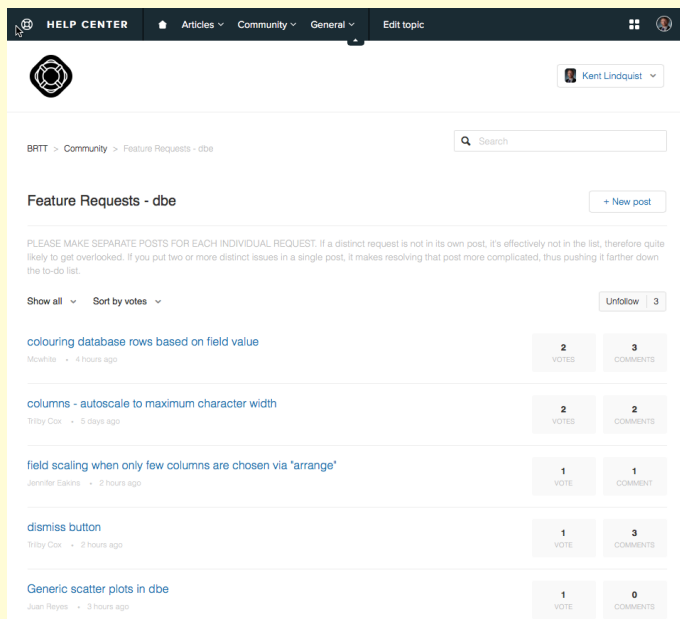 HELP CENTER Articles Community General Edit topic
Kent Lindquist
BRTT > Community > Feature Requests - dbe
Search
Feature Requests - dbe
+ New post
PLEASE MAKE SEPARATE POSTS FOR EACH INDIVIDUAL REQUEST. If a distinct request is not in its own post, it's effectively not in the list, therefore quite
likely to get overlooked. If you put two or more distinct issues in a single post, it makes resolving that post more complicated, thus pushing it farther down
the to-do list.
Show all Sort by votes
Unfollow 3
colouring database rows based on field value
Mcwhite • 4 hours ago
2 3
VOTES COMMENTS
columns - autoscale to maximum character width
Trilby Cox • 5 days ago
2 2
VOTES COMMENTS
field scaling when only few columns are chosen via "arrange"
Jennifer Eakins • 2 hours ago
1 1
VOTE COMMENT
dismiss button
Trilby Cox • 2 hours ago
1 3
VOTE COMMENTS
Generic scatter plots in dbe
Juan Reyes • 3 hours ago
1 0
VOTE COMMENTS